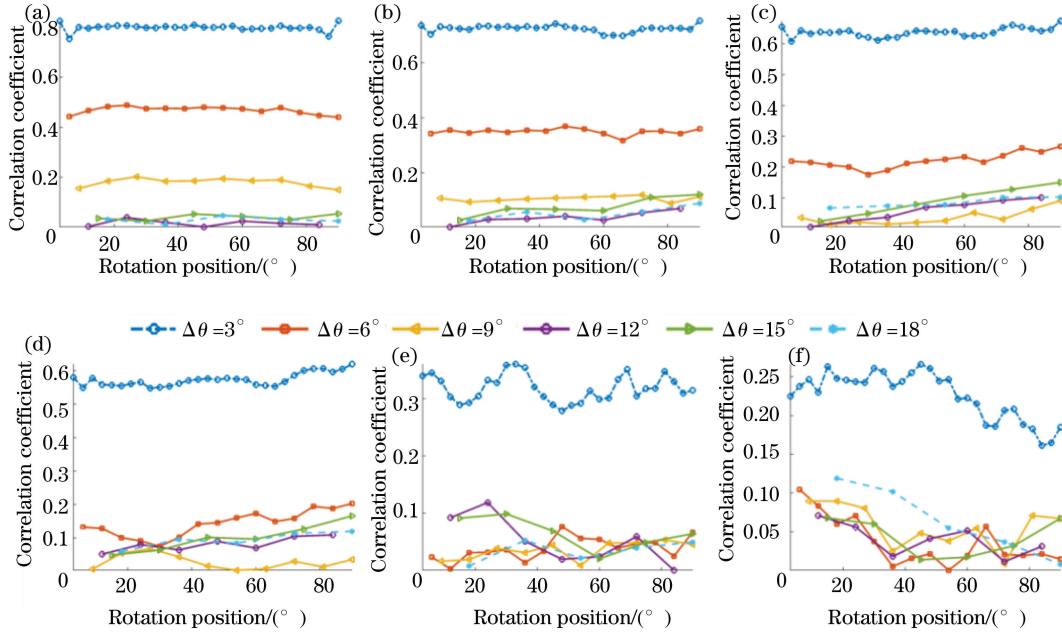 (a)
(b)
(c)
Correlation coefficient
0.8
0.6
0.4
0.2
0
20
40
60
80
Rotation position/(° )
Correlation coefficient
0.6
0.4
0.2
0
20
40
60
80
Rotation position/(° )
Correlation coefficient
0.6
0.4
0.3
0.2
0.1
0
20
40
60
80
Rotation position/(° )
Δθ =3°
Δθ =6°
Δθ =9°
Δθ =12°
Δθ =15°
Δθ =18°
(d)
(e)
(f)
Correlation coefficient
0.6
0.5
0.4
0.3
0.2
0.1
0
20
40
60
80
Rotation position/(° )
Correlation coefficient
0.3
0.2
0.1
0
20
40
60
80
Rotation position/(° )
Correlation coefficient
0.25
0.20
0.15
0.10
0.05
0
20
40
60
80
Rotation position/(° )